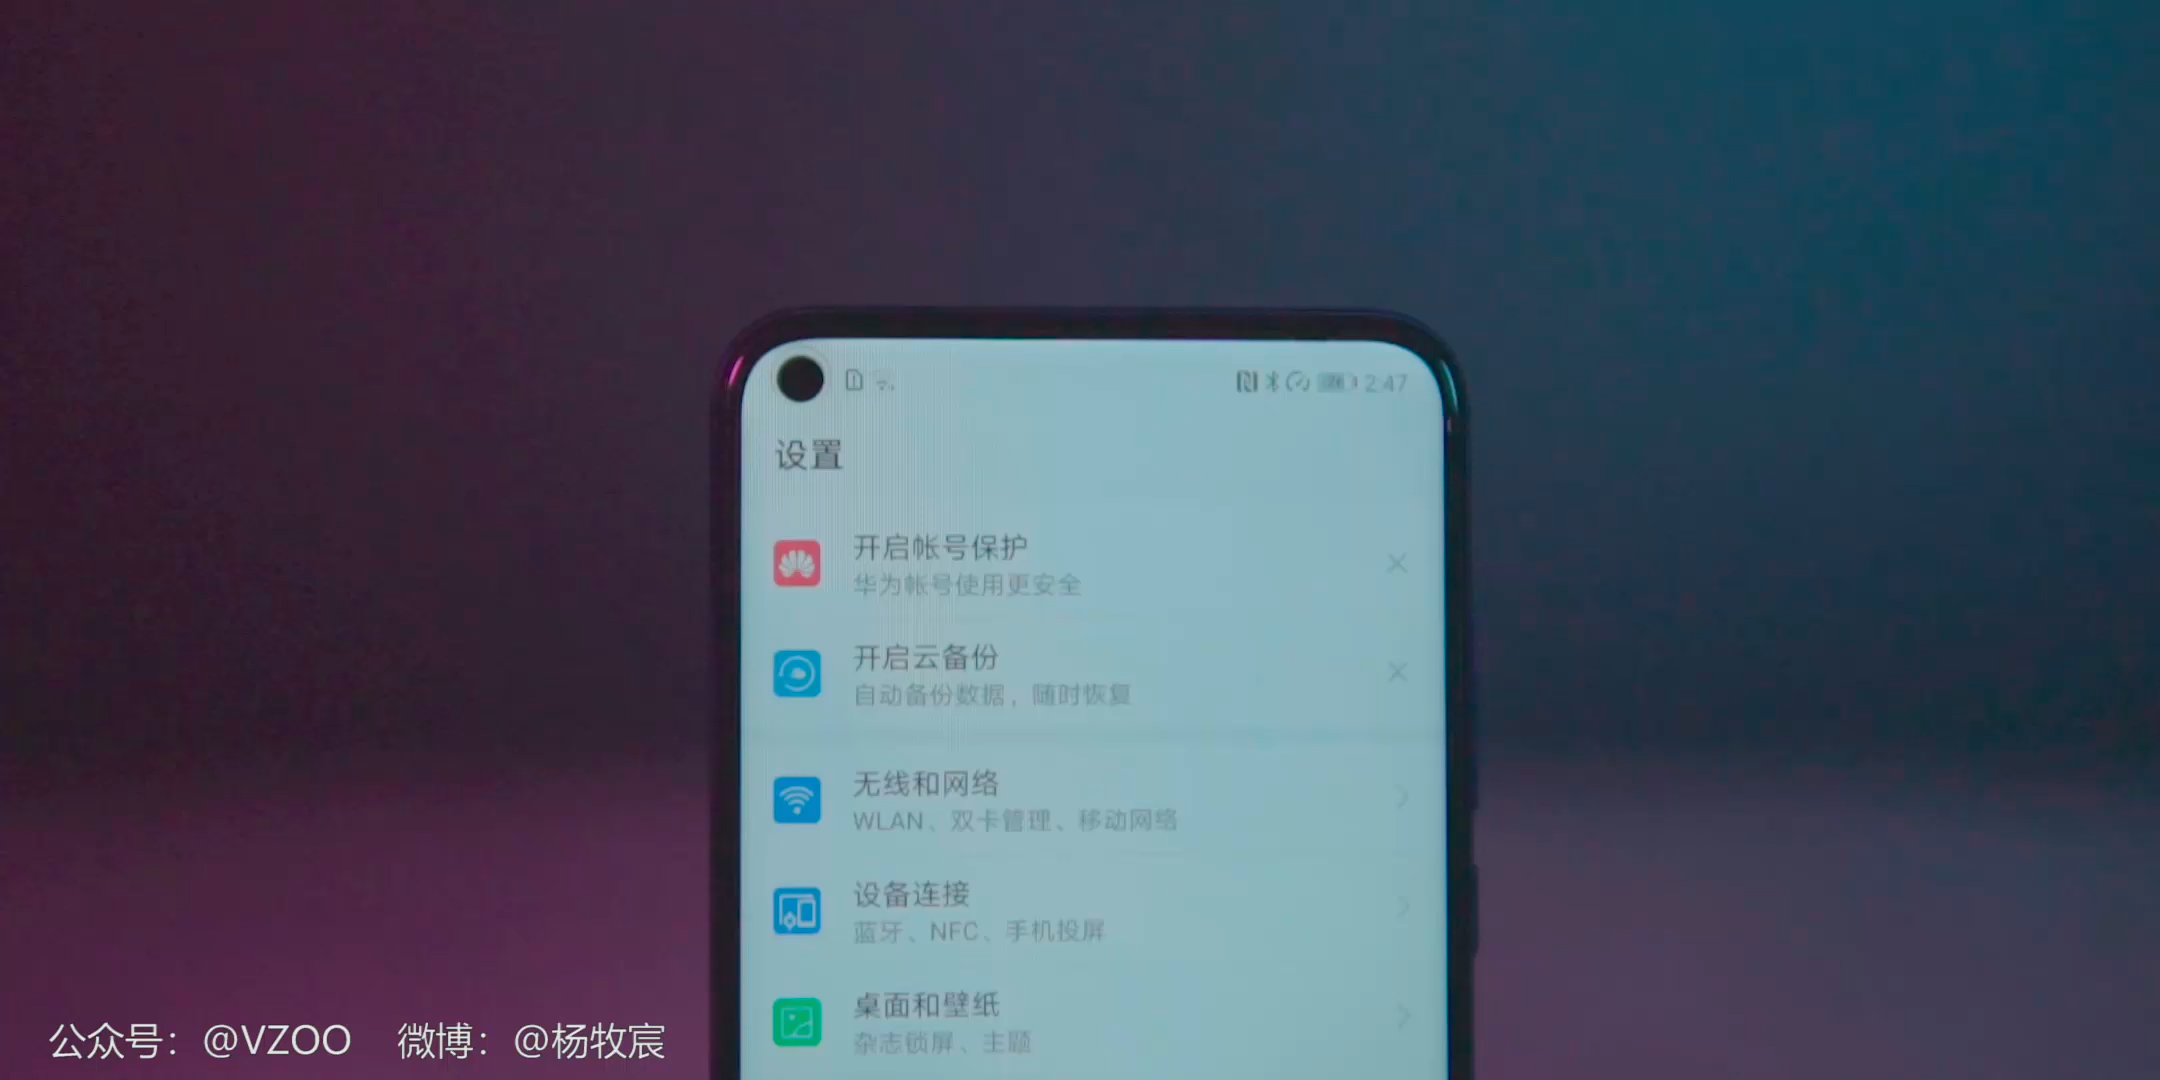 2:47
设置
开启帐号保护
华为帐号使用更安全
开启云备份
自动备份数据，随时恢复
无线和网络
WLAN、双卡管理、移动网络
设备连接
蓝牙、NFC、手机投屏
桌面和壁纸
杂志锁屏、主题
公众号：@VZOO 微博：@杨牧宸